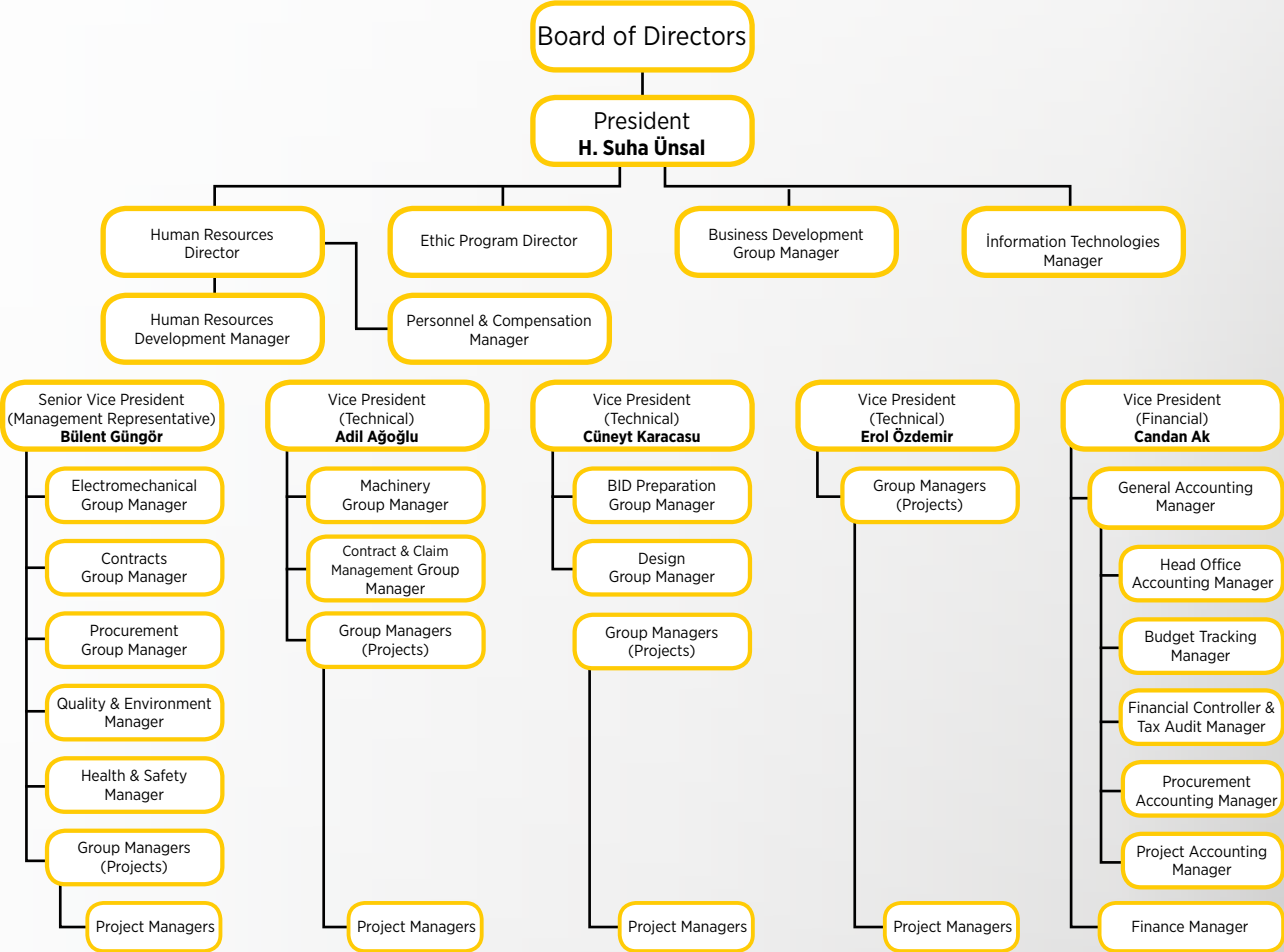 Board of Directors
President
H. Suha Ünsal
Human Resources
Director
Ethic Program Director
Business Development
Group Manager
İnformation Technologies
Manager
Human Resources
Development Manager
Personnel & Compensation
Manager
Senior Vice President
(Management Representative)
Bülent Güngör
Electromechanical
Group Manager
Contracts
Group Manager
Procurement
Group Manager
Quality & Environment
Manager
Health & Safety
Manager
Group Managers
(Projects)
Project Managers
Vice President
(Technical)
Adil Ağoğlu
Machinery
Group Manager
Contract & Claim
Management Group
Manager
Group Managers
(Projects)
Project Managers
Vice President
(Technical)
Cüneyt Karacasu
BID Preparation
Group Manager
Design
Group Manager
Group Managers
(Projects)
Project Managers
Vice President
(Technical)
Erol Özdemir
Group Managers
(Projects)
Project Managers
Vice President
(Financial)
Candan Ak
General Accounting
Manager
Head Office
Accounting Manager
Budget Tracking
Manager
Financial Controller &
Tax Audit Manager
Procurement
Accounting Manager
Project Accounting
Manager
Finance Manager